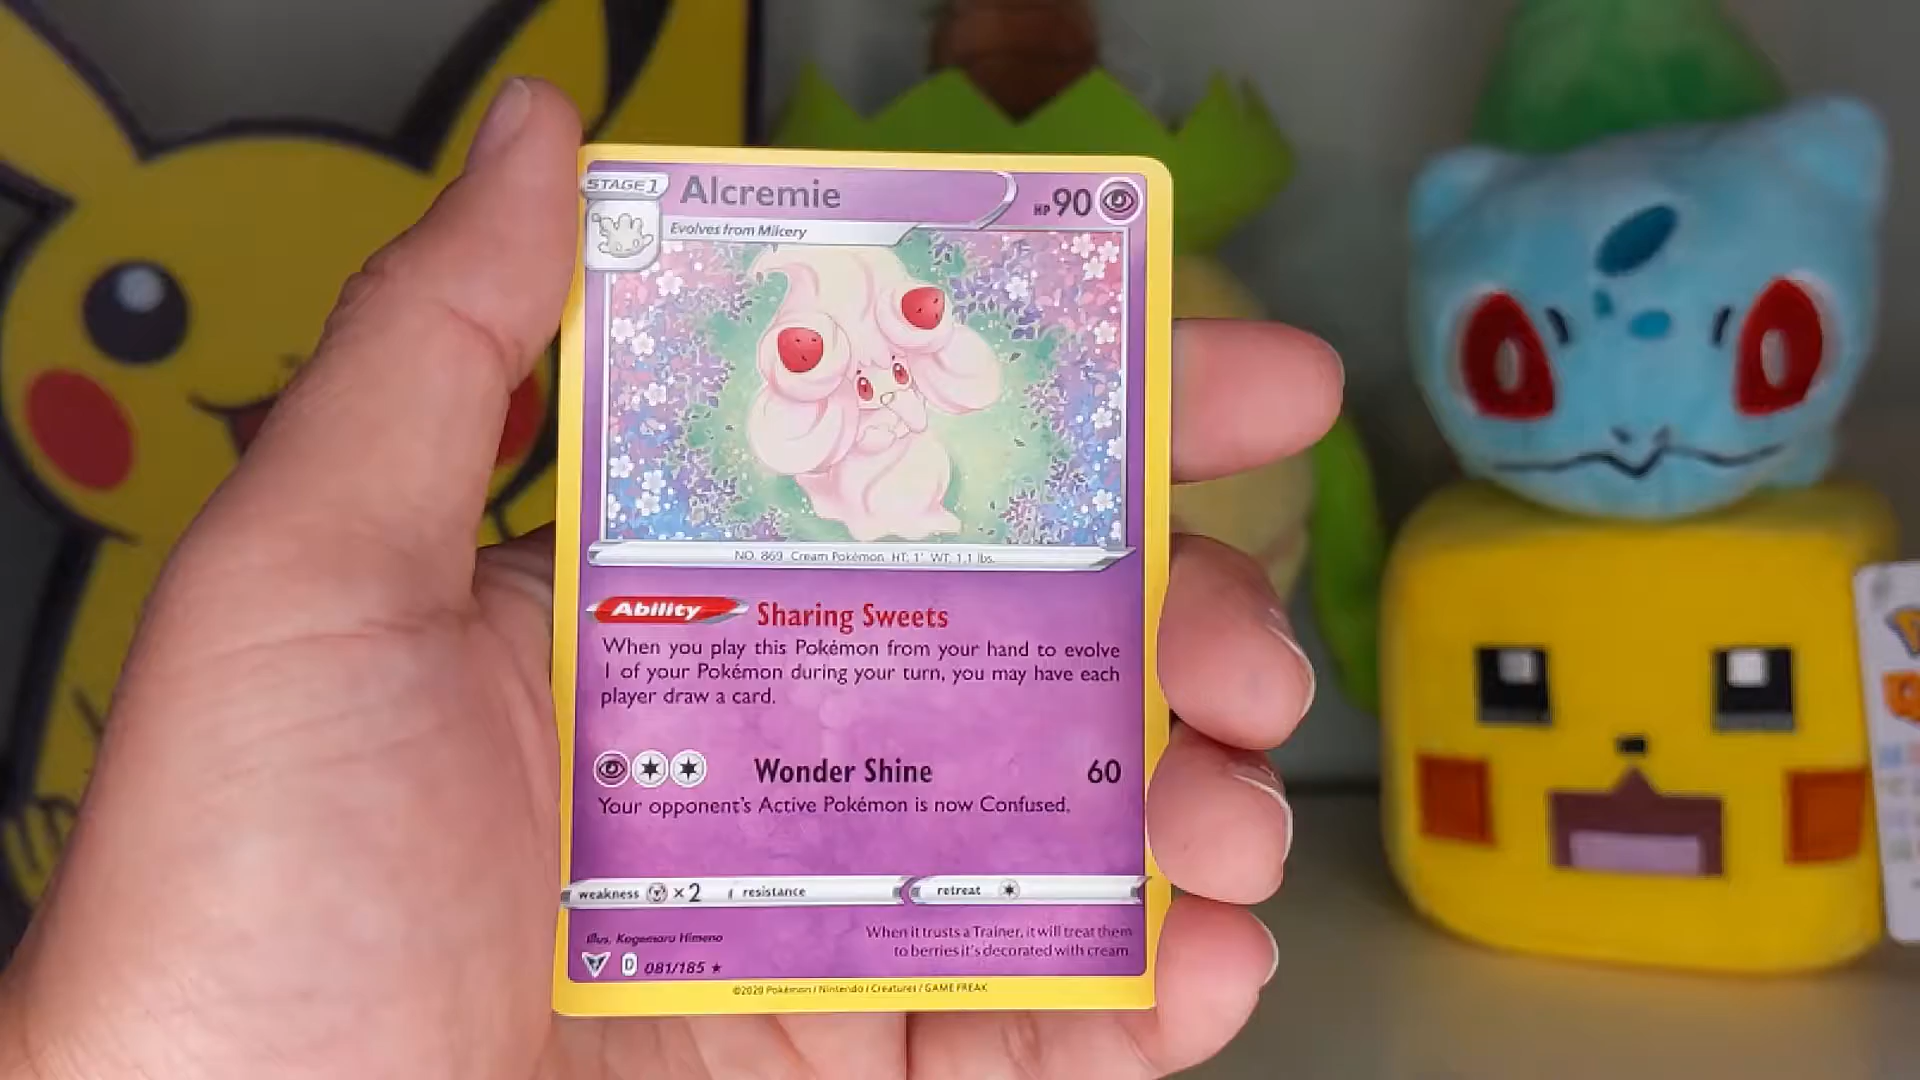 STAGE 1
Alcremie
HP 90
Evolves from Milcery
NO. 869 Cream Pokémon HT: 1' WT: 1.1 lbs.
Ability Sharing Sweets
When you play this Pokémon from your hand to evolve
1 of your Pokémon during your turn, you may have each
player draw a card.
Wonder Shine 60
Your opponent's Active Pokémon is now Confused.
weakness ×2 resistance retreat
Illus. Kagemaru Himeno
When it trusts a Trainer, it will treat them
to berries it's decorated with cream.
D 081/185 ★
©2020 Pokémon / Nintendo / Creatures / GAME FREAK